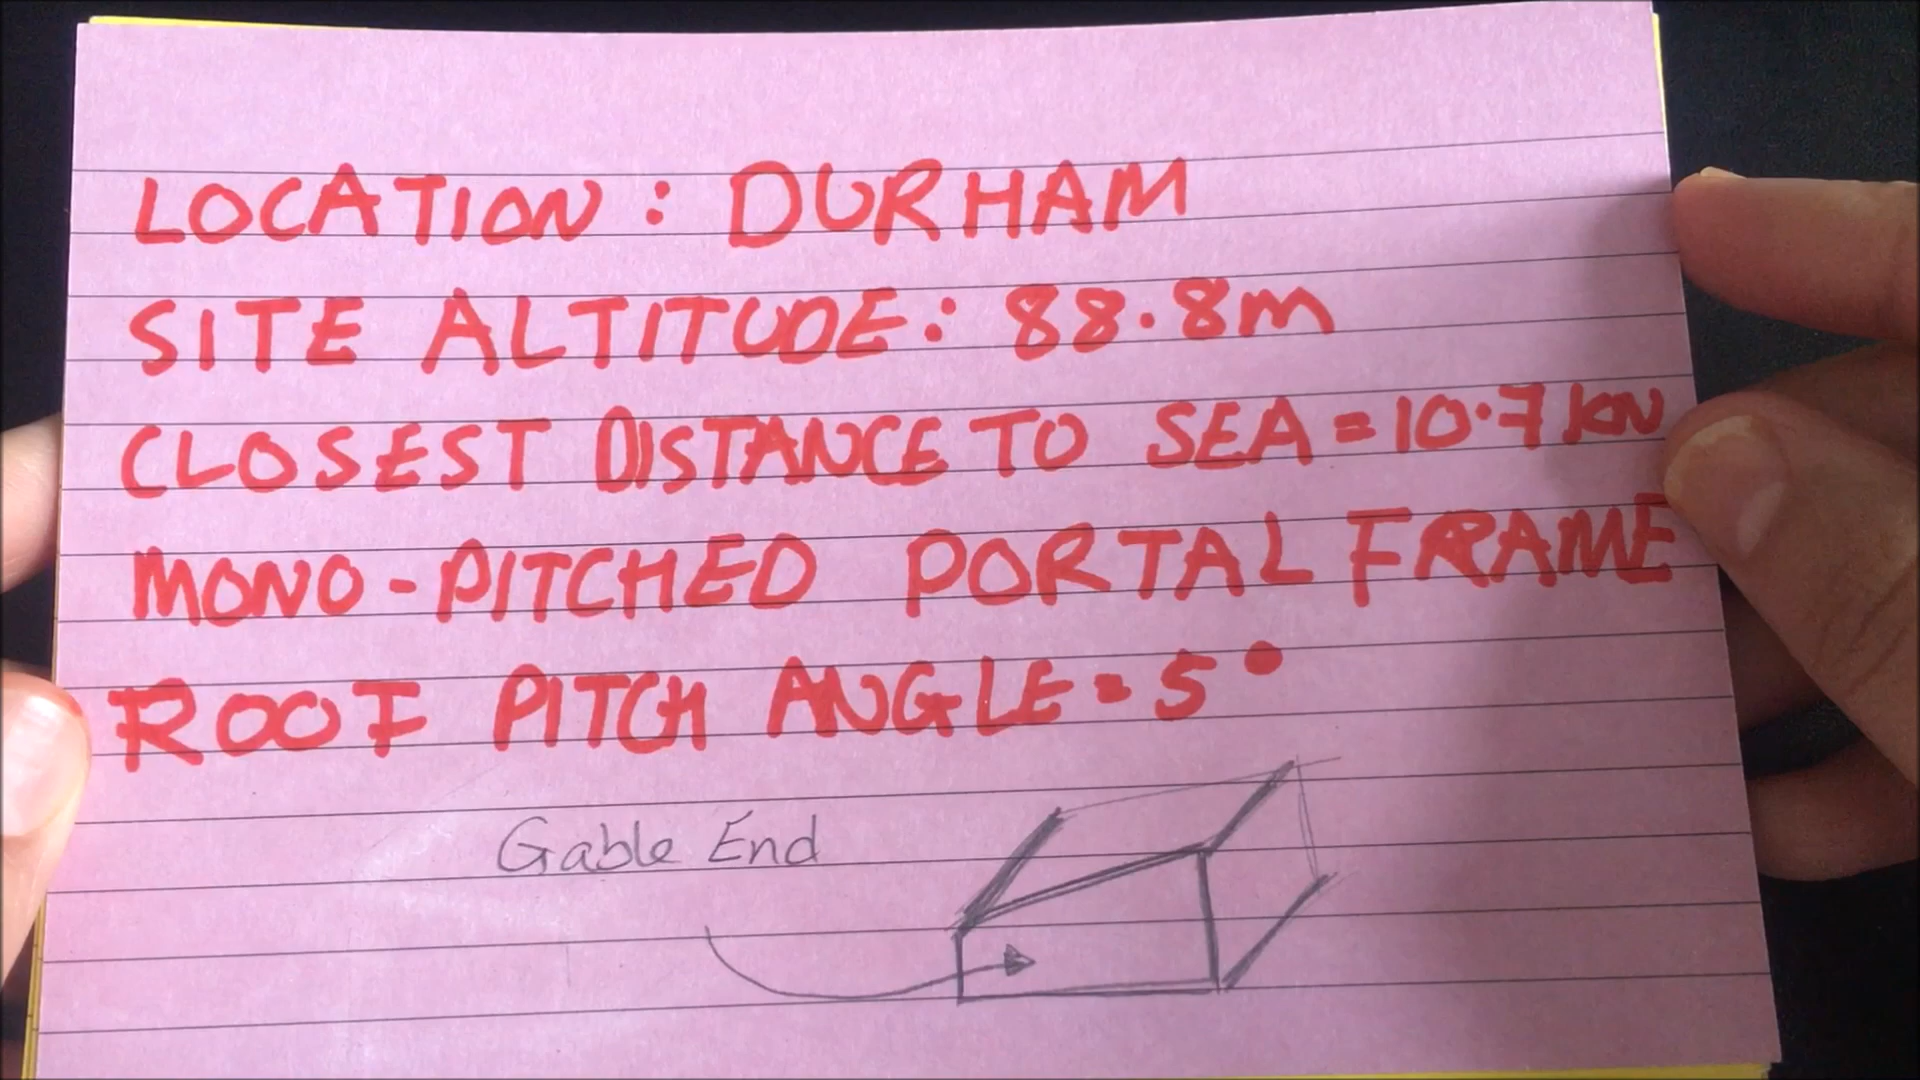 LOCATION : DURHAM
SITE ALTITUDE: 88.8m
CLOSEST DISTANCE TO SEA = 10.7 KN
MONO-PITCHED PORTAL FRAME
ROOF PITCH ANGLE = 5°
Gable End